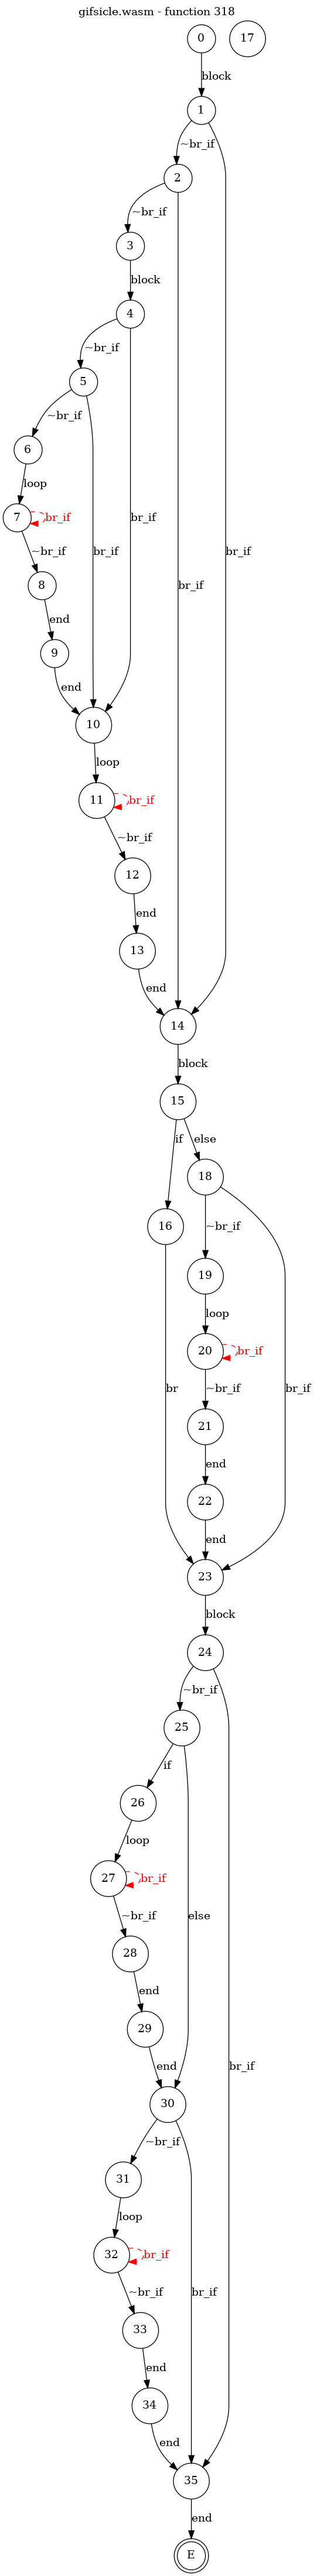 gifsicle.wasm - function 318
0
17
block
1
~br_if
2
~br_if
3
block
4
~br_if
5
~br_if
6
loop
7
br_if
br_if
br_if
~br_if
8
br_if
br_if
end
9
end
10
loop
11
br_if
~br_if
12
end
13
end
14
block
15
if
else
16
18
~br_if
19
loop
20
br_if
br
~br_if
br_if
21
end
22
end
23
block
24
~br_if
25
if
26
loop
27
br_if
else
~br_if
28
end
29
end
br_if
30
~br_if
31
loop
32
br_if
~br_if
br_if
33
end
34
end
35
end
E